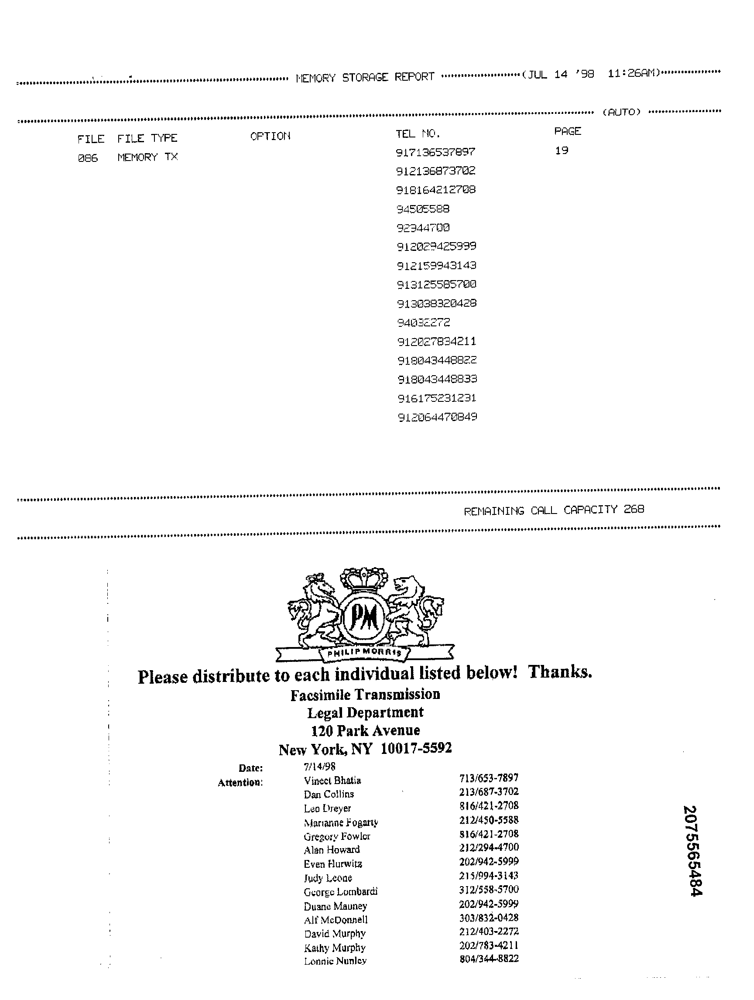 MEMORY STORAGE REPORT (JUL 14 '98 11:26AM)
(AUTO)
FILE FILE TYPE OPTION TEL NO. PAGE
086 MEMORY TX 917136537897 19
912136873702
918164212708
94505588
92944700
912029425999
912159943143
913125585700
913038320428
94032272
912027834211
918043448822
918043448833
916175231231
912064470849
REMAINING CALL CAPACITY 268
PM
PHILIP MORRIS
Please distribute to each individual listed below! Thanks.
Facsimile Transmission
Legal Department
120 Park Avenue
New York, NY 10017-5592
Date: 7/14/98
Attention: Vineet Bhatia 713/653-7897
Dan Collins 213/687-3702
Leo Dreyer 816/421-2708
Marianne Fogarty 212/450-5588
Gregory Fowler 816/421-2708
Alan Howard 212/294-4700
Even Hurwitz 202/942-5999
Judy Leone 215/994-3143
George Lombardi 312/558-5700
Duane Mauney 202/942-5999
Alf McDonnell 303/832-0428
David Murphy 212/403-2272
Kathy Murphy 202/783-4211
Lonnie Nunley 804/344-8822
2075565484